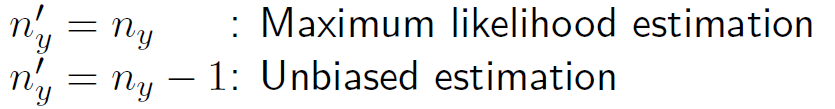 n′_y = n_y : Maximum likelihood estimation
n′_y = n_y − 1: Unbiased estimation